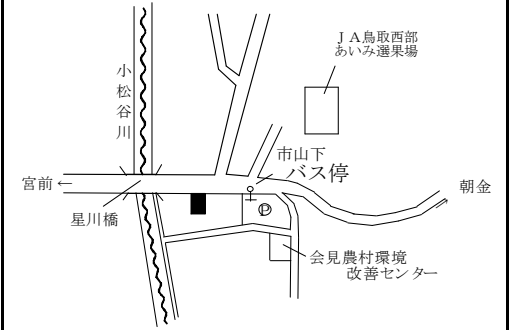 ＪＡ鳥取西部
あいみ選果場
小松谷川
市山下
バス停
宮前←
朝金
星川橋
Ⓟ
会見農村環境
改善センター